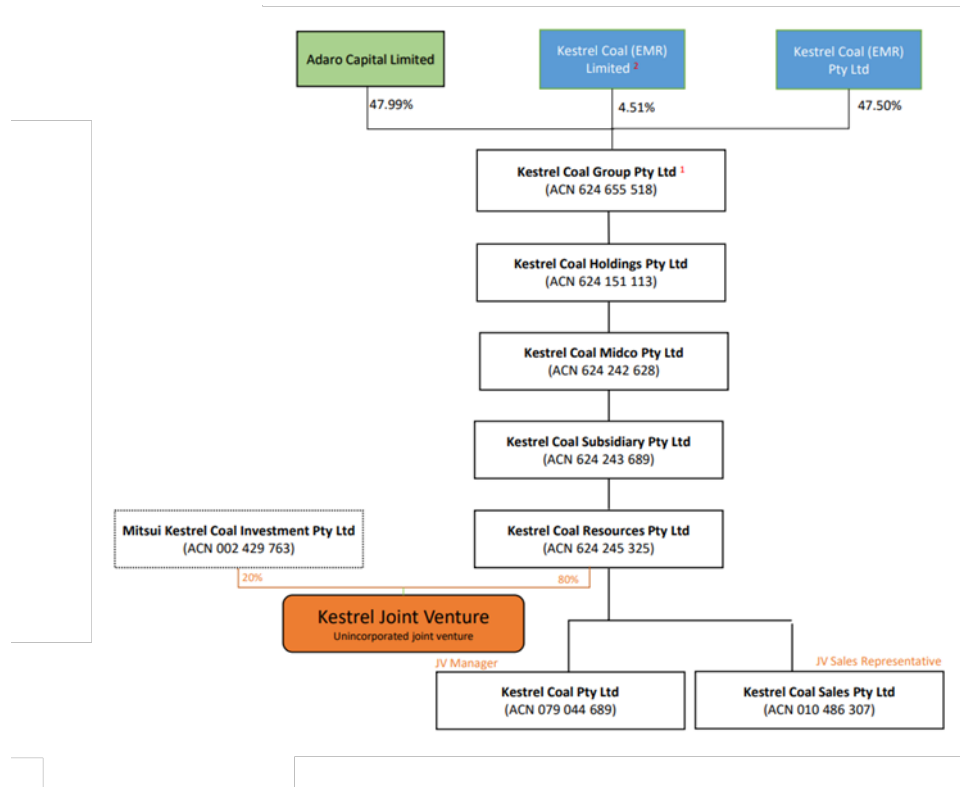 Adaro Capital Limited
Kestrel Coal (EMR)
Limited 2
Kestrel Coal (EMR)
Pty Ltd
47.99%
4.51%
47.50%
Kestrel Coal Group Pty Ltd 1
(ACN 624 655 518)
Kestrel Coal Holdings Pty Ltd
(ACN 624 151 113)
Kestrel Coal Midco Pty Ltd
(ACN 624 242 628)
Kestrel Coal Subsidiary Pty Ltd
(ACN 624 243 689)
Mitsui Kestrel Coal Investment Pty Ltd
(ACN 002 429 763)
Kestrel Coal Resources Pty Ltd
(ACN 624 245 325)
20%
80%
Kestrel Joint Venture
Unincorporated joint venture
JV Manager
JV Sales Representative
Kestrel Coal Pty Ltd
(ACN 079 044 689)
Kestrel Coal Sales Pty Ltd
(ACN 010 486 307)